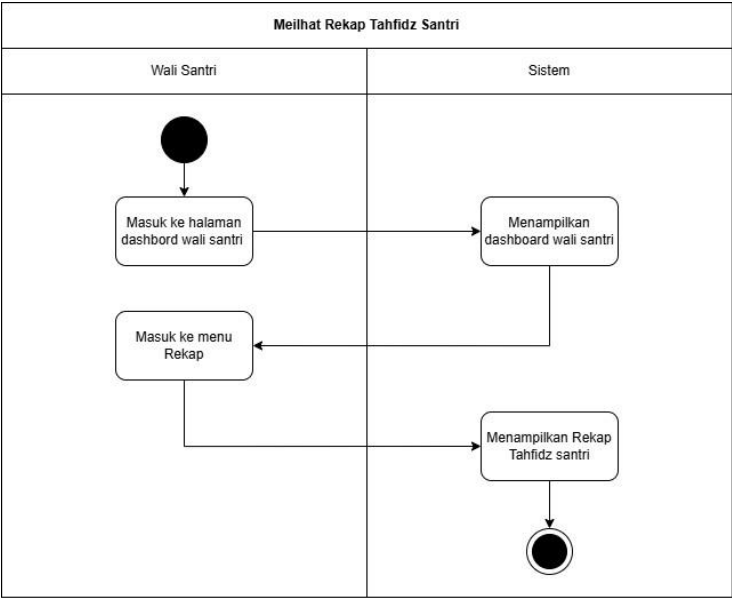 Meilhat Rekap Tahfidz Santri
Wali Santri
Sistem
Masuk ke halaman
dashbord wali santri
Menampilkan
dashboard wali santri
Masuk ke menu
Rekap
Menampilkan Rekap
Tahfidz santri